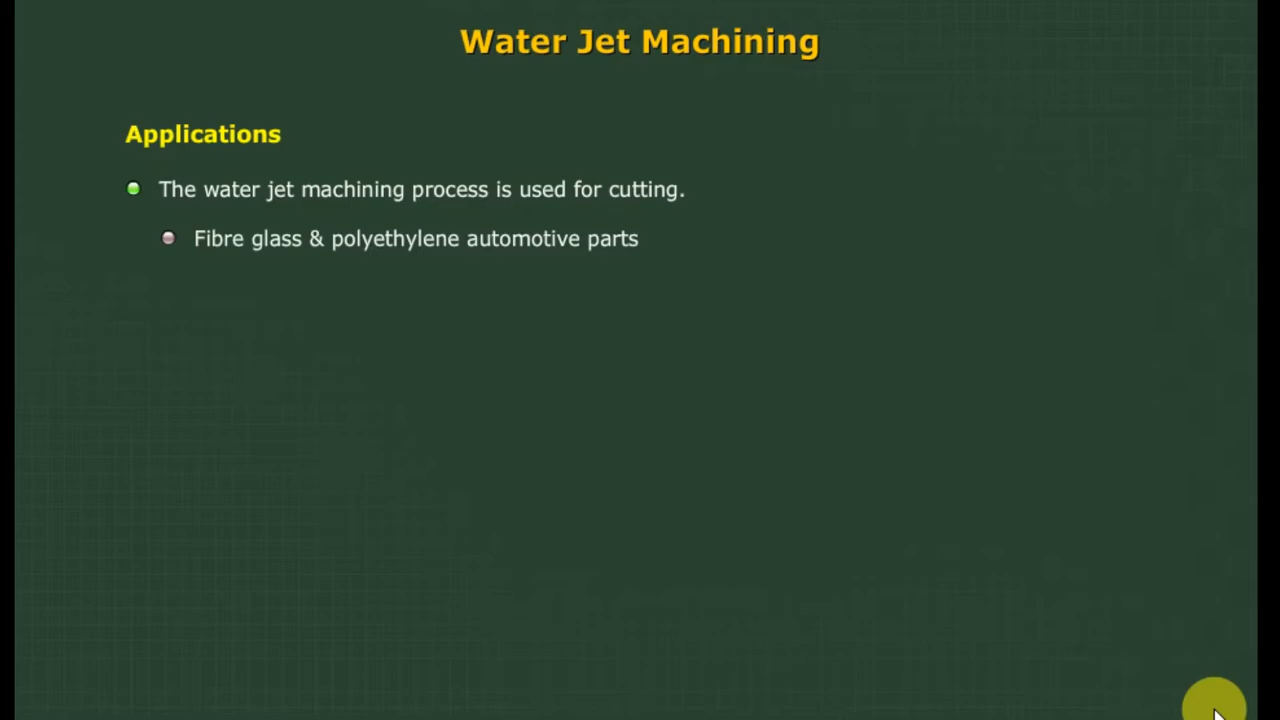 Water Jet Machining
Applications
The water jet machining process is used for cutting.
Fibre glass & polyethylene automotive parts